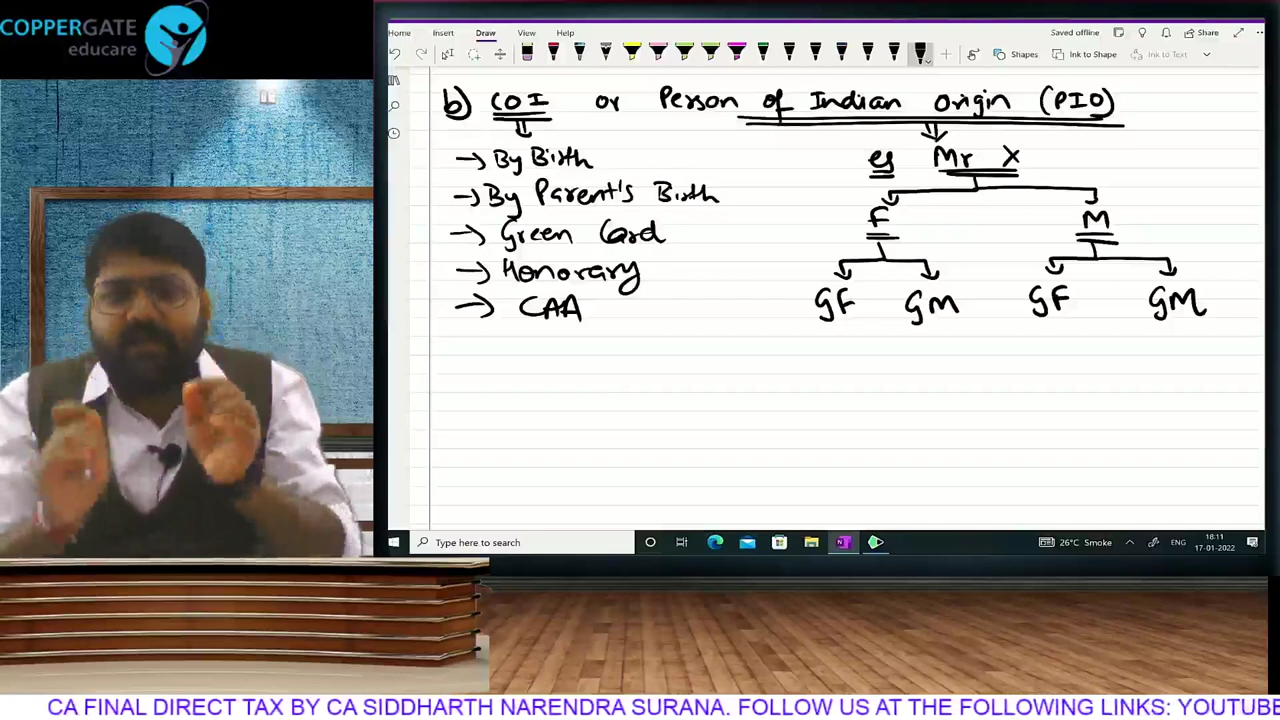 COPPERGATE
educare
Home Insert Draw View Help
Saved offline
Share
Shapes
Ink to Shape
Ink to Text
b) COI or Person of Indian origin (PIO)
→ By Birth
→ By Parent's Birth
→ Green Card
→ Honorary
→ CAA
eg Mr X
F M
GF GM GF GM
Type here to search
26°C Smoke
ENG
18:11
17-01-2022
CA FINAL DIRECT TAX BY CA SIDDHARTH NARENDRA SURANA. FOLLOW US AT THE FOLLOWING LINKS: YOUTUBE